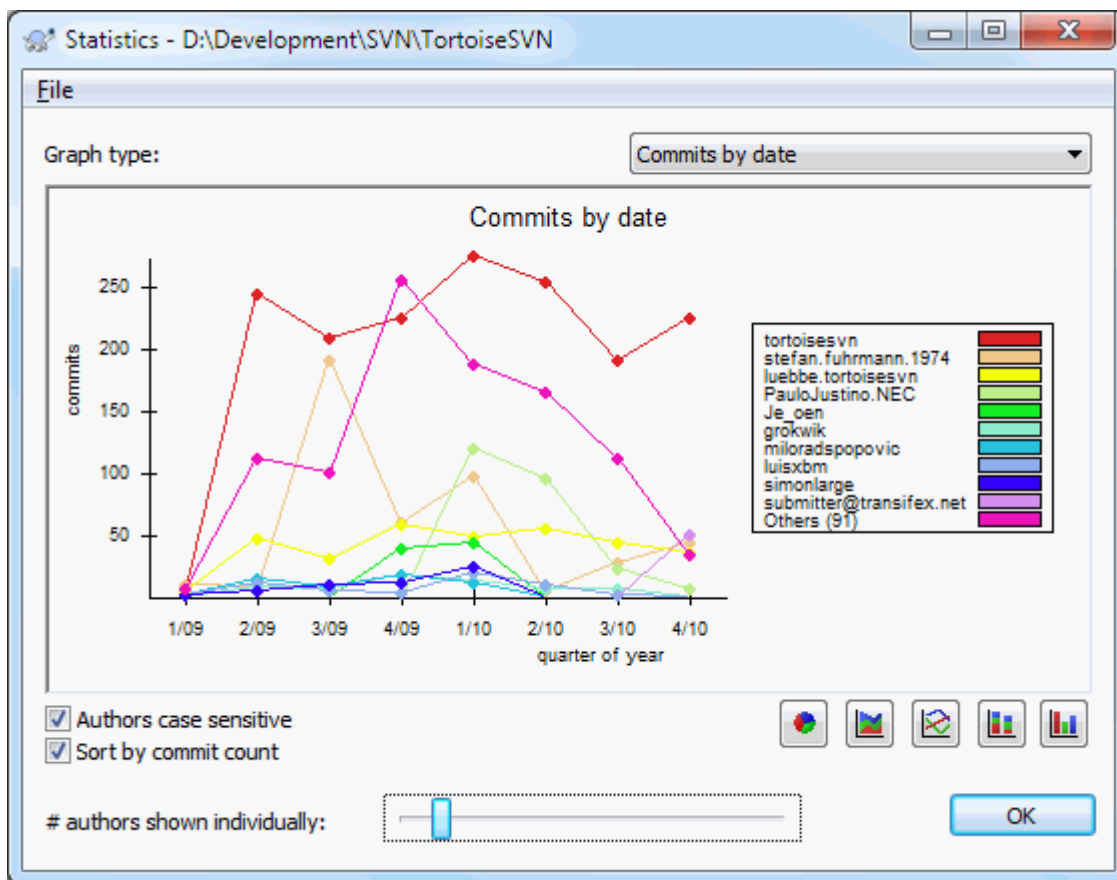 Statistics - D:\Development\SVN\TortoiseSVN
File
Graph type:
Commits by date
Commits by date
commits
250
200
150
100
50
1/09 2/09 3/09 4/09 1/10 2/10 3/10 4/10
quarter of year
tortoisesvn
stefan.fuhrmann.1974
luebbe.tortoisesvn
PauloJustino.NEC
Je_oen
grokwik
miloradspopovic
luisxbm
simonlarge
submitter@transifex.net
Others (91)
Authors case sensitive
Sort by commit count
# authors shown individually:
OK